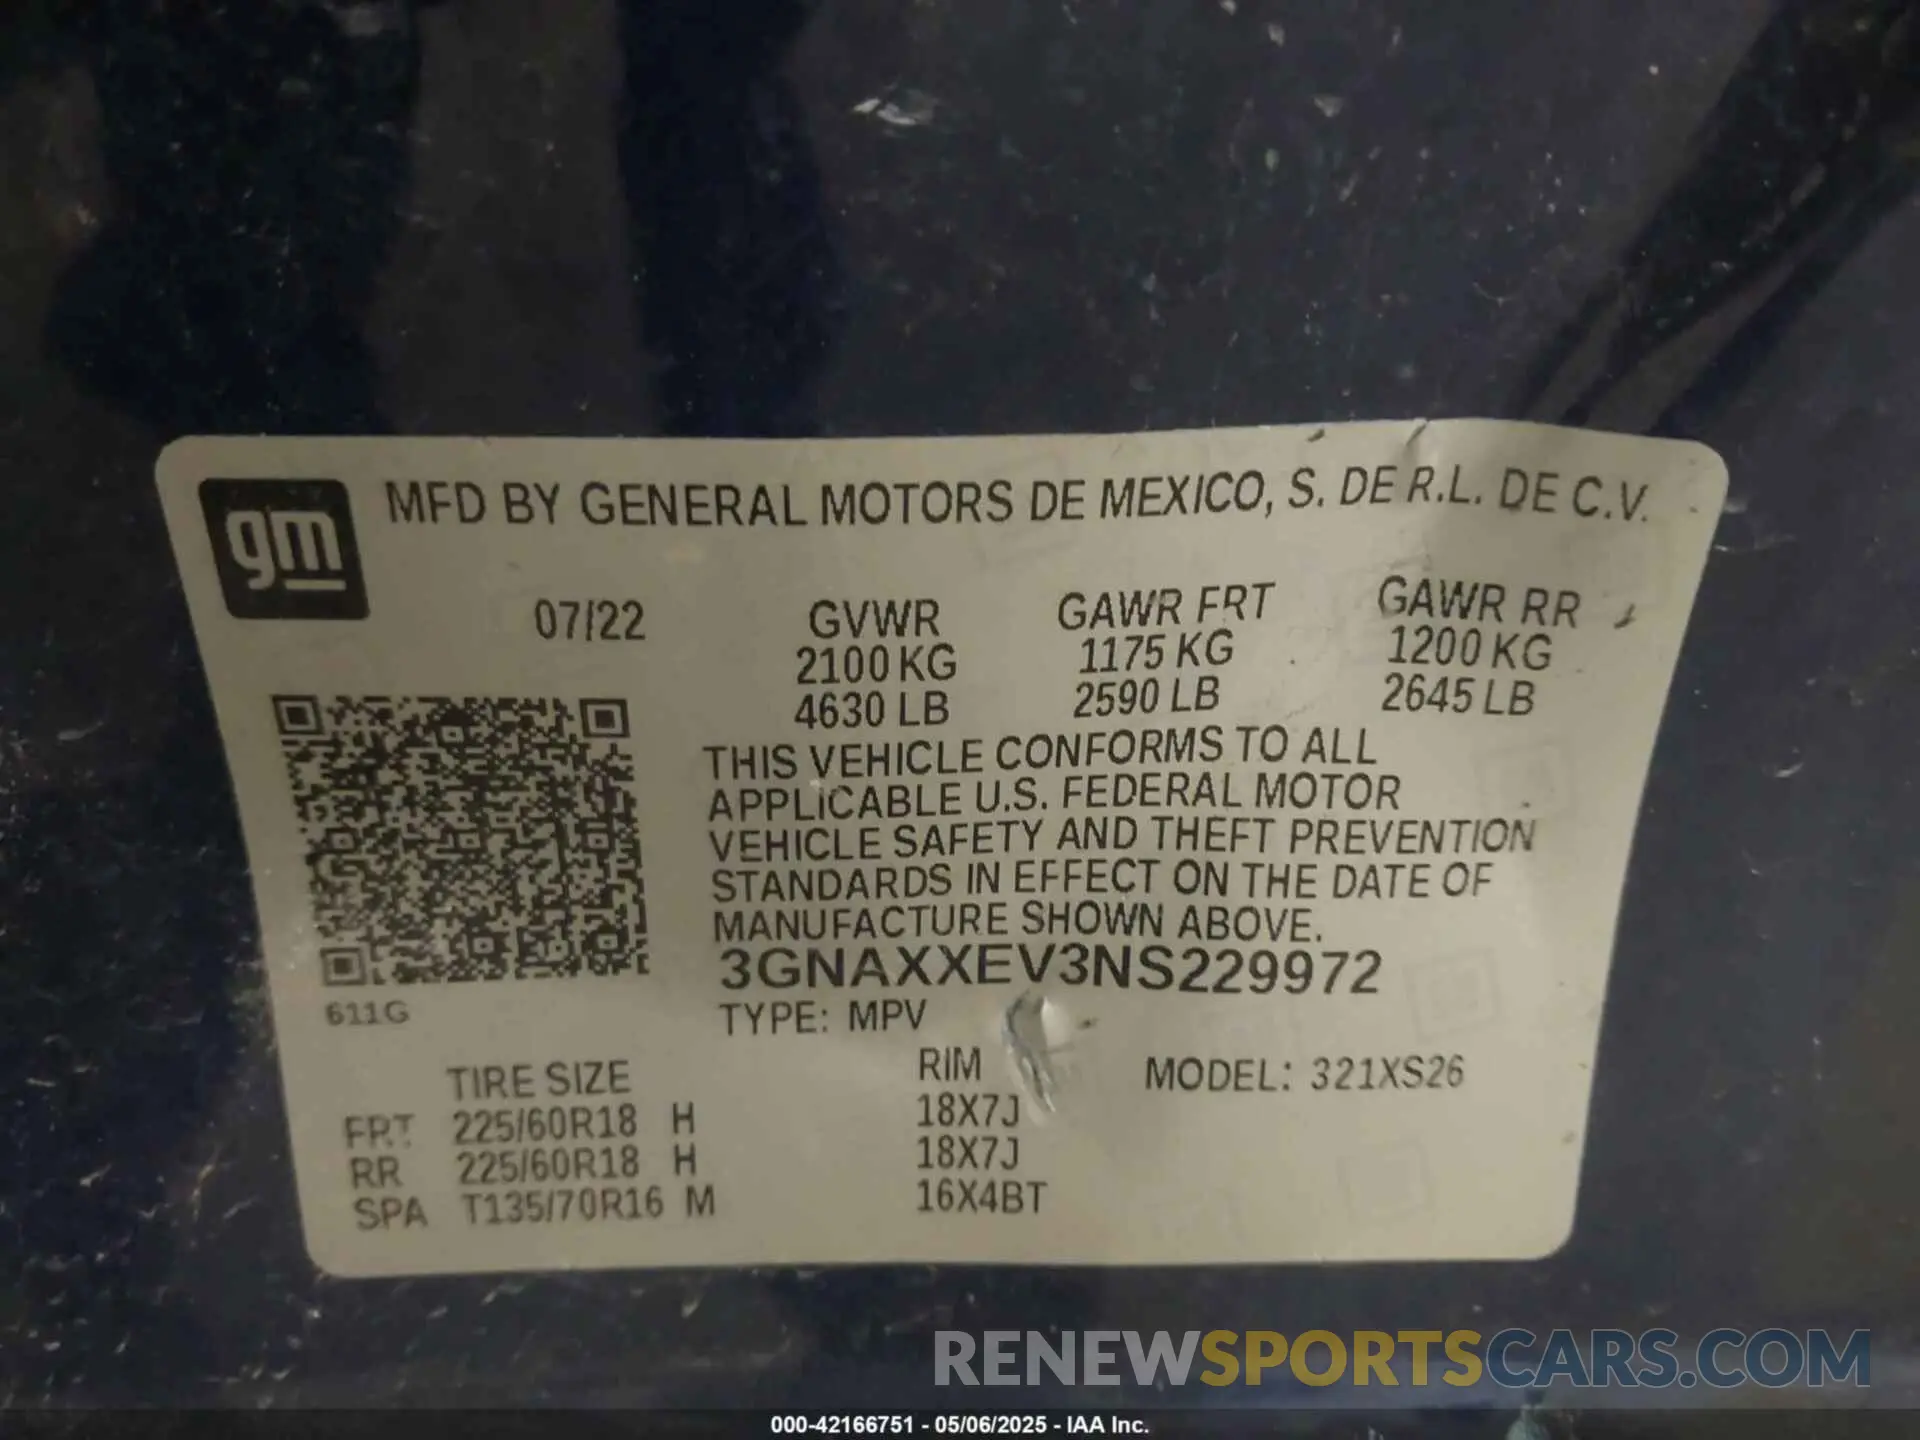 gm
MFD BY GENERAL MOTORS DE MEXICO, S. DE R.L. DE C.V.
07/22 GVWR GAWR FRT GAWR RR
2100 KG 1175 KG 1200 KG
4630 LB 2590 LB 2645 LB
THIS VEHICLE CONFORMS TO ALL
APPLICABLE U.S. FEDERAL MOTOR
VEHICLE SAFETY AND THEFT PREVENTION
STANDARDS IN EFFECT ON THE DATE OF
MANUFACTURE SHOWN ABOVE.
3GNAXXEV3NS229972
611G
TYPE: MPV
TIRE SIZE RIM MODEL: 321XS26
FRT 225/60R18 H 18X7J
RR 225/60R18 H 18X7J
SPA T135/70R16 M 16X4BT
RENEWSPORTSCARS.COM
000-42166751 - 05/06/2025 - IAA Inc.